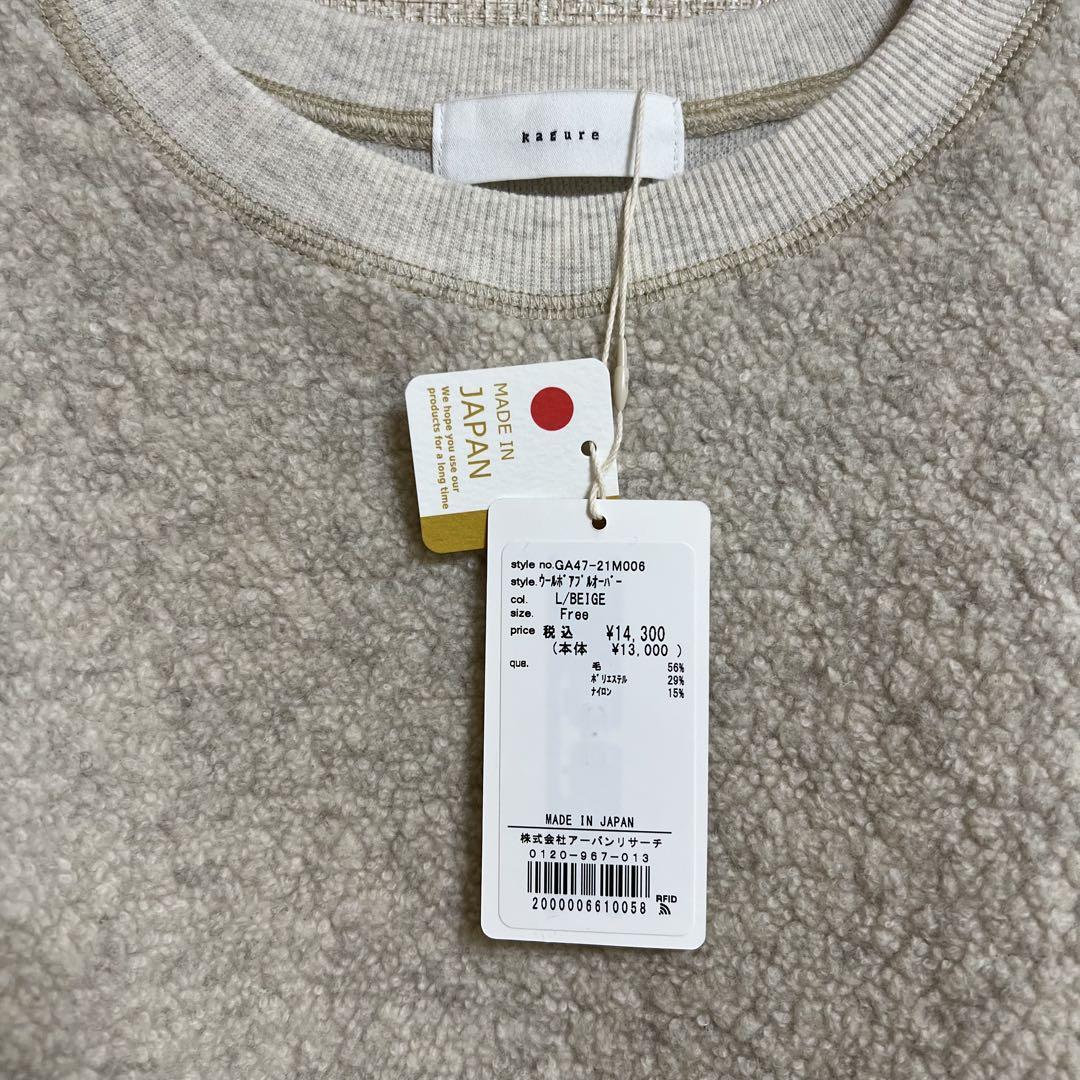 kagure
MADE IN
JAPAN
We hope you use our
products for a long time
style no.GA47-21M006
style.ｳｰﾙﾎﾞｱﾌﾟﾙｵｰﾊﾞｰ
col. L/BEIGE
size. Free
price 税込 ¥14,300
(本体 ¥13,000 )
qua. 毛 56%
ﾎﾟﾘｴｽﾃﾙ 29%
ﾅｲﾛﾝ 15%
MADE IN JAPAN
株式会社アーバンリサーチ
0120-967-013
2000006610058
RFID